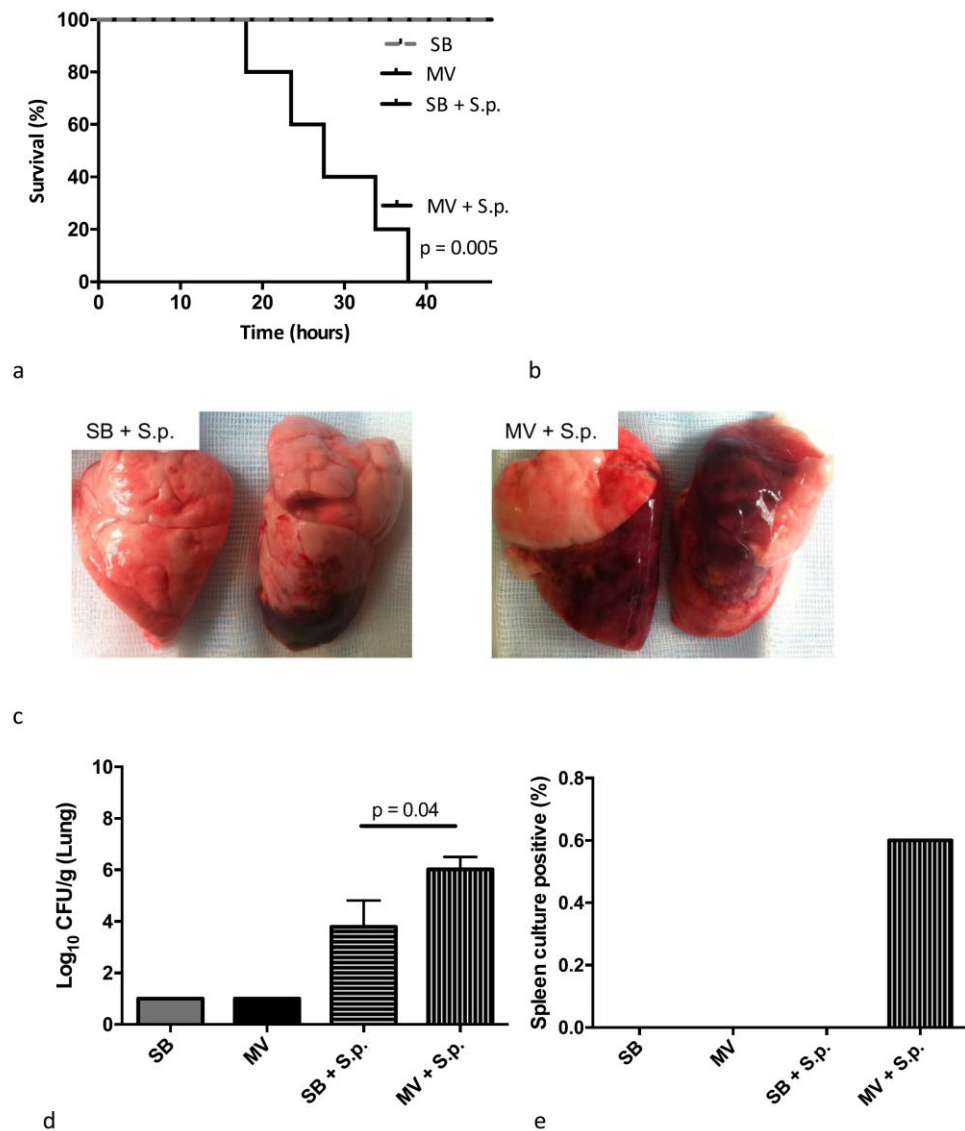 100
80
60
40
20
0
Survival (%)
SB
MV
SB + S.p.
MV + S.p.
p = 0.005
0 10 20 30 40
Time (hours)
a b
SB + S.p.
MV + S.p.
c
10
8
6
4
2
0
Log10 CFU/g (Lung)
p = 0.04
SB MV SB + S.p. MV + S.p.
0.8
0.6
0.4
0.2
0.0
Spleen culture positive (%)
SB MV SB + S.p. MV + S.p.
d e